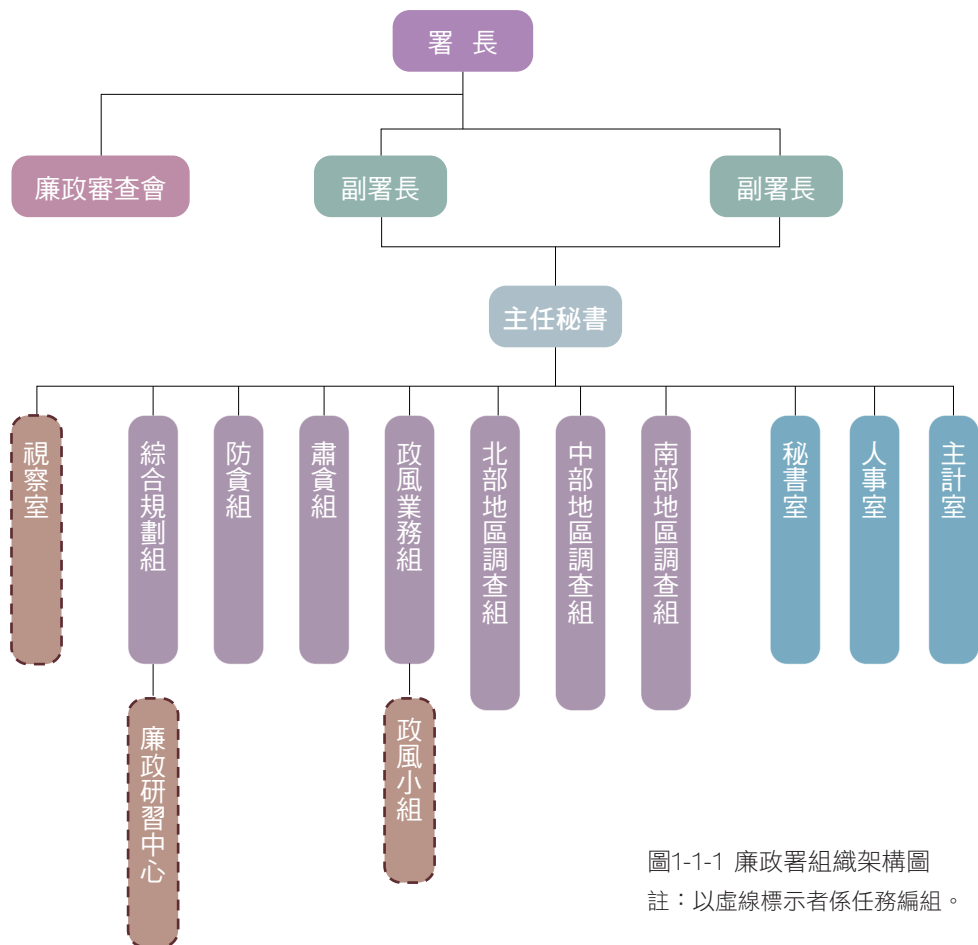 署 長
廉政審查會
副署長
副署長
主任秘書
視察室
綜合規劃組
防貪組
肅貪組
政風業務組
北部地區調查組
中部地區調查組
南部地區調查組
秘書室
人事室
主計室
廉政研習中心
政風小組
圖1-1-1 廉政署組織架構圖
註：以虛線標示者係任務編組。